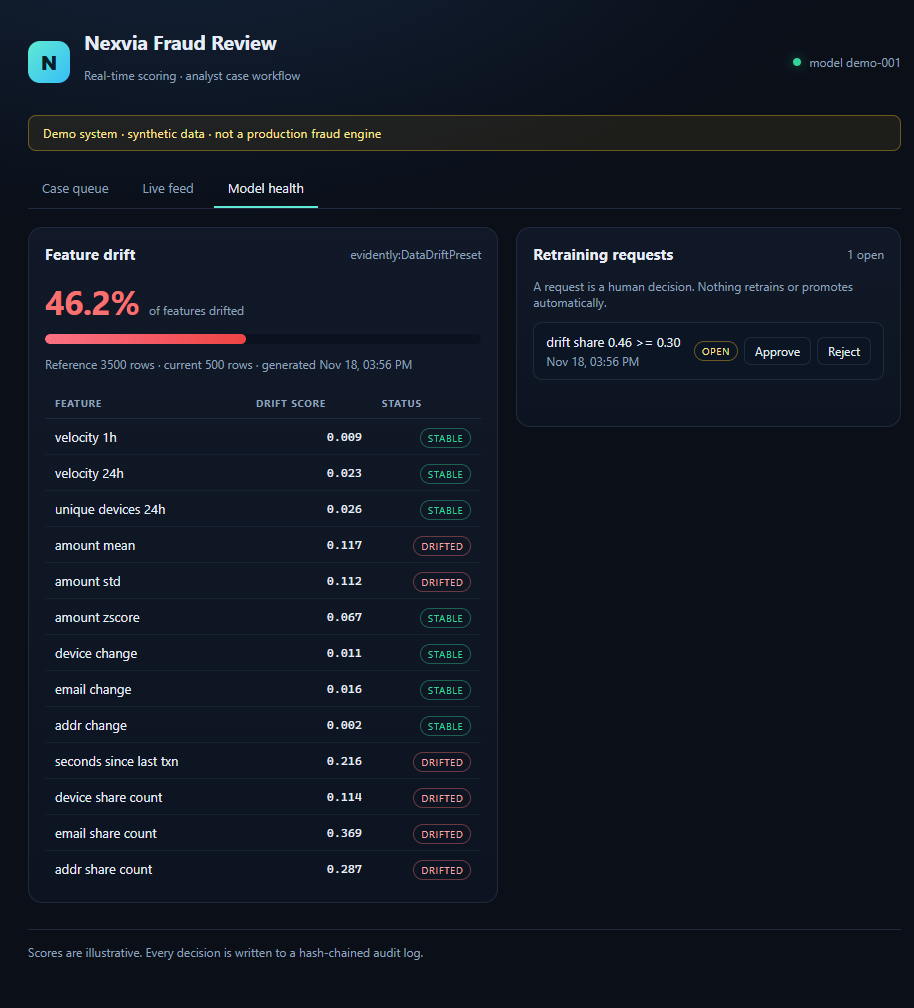 N
Nexvia Fraud Review
Real-time scoring · analyst case workflow
model demo-001
Demo system · synthetic data · not a production fraud engine
Case queue Live feed Model health
Feature drift evidently:DataDriftPreset
46.2% of features drifted
Reference 3500 rows · current 500 rows · generated Nov 18, 03:56 PM
FEATURE DRIFT SCORE STATUS
velocity 1h 0.009 STABLE
velocity 24h 0.023 STABLE
unique devices 24h 0.026 STABLE
amount mean 0.117 DRIFTED
amount std 0.112 DRIFTED
amount zscore 0.067 STABLE
device change 0.011 STABLE
email change 0.016 STABLE
addr change 0.002 STABLE
seconds since last txn 0.216 DRIFTED
device share count 0.114 DRIFTED
email share count 0.369 DRIFTED
addr share count 0.287 DRIFTED
Retraining requests 1 open
A request is a human decision. Nothing retrains or promotes
automatically.
drift share 0.46 >= 0.30 OPEN Approve Reject
Nov 18, 03:56 PM
Scores are illustrative. Every decision is written to a hash-chained audit log.